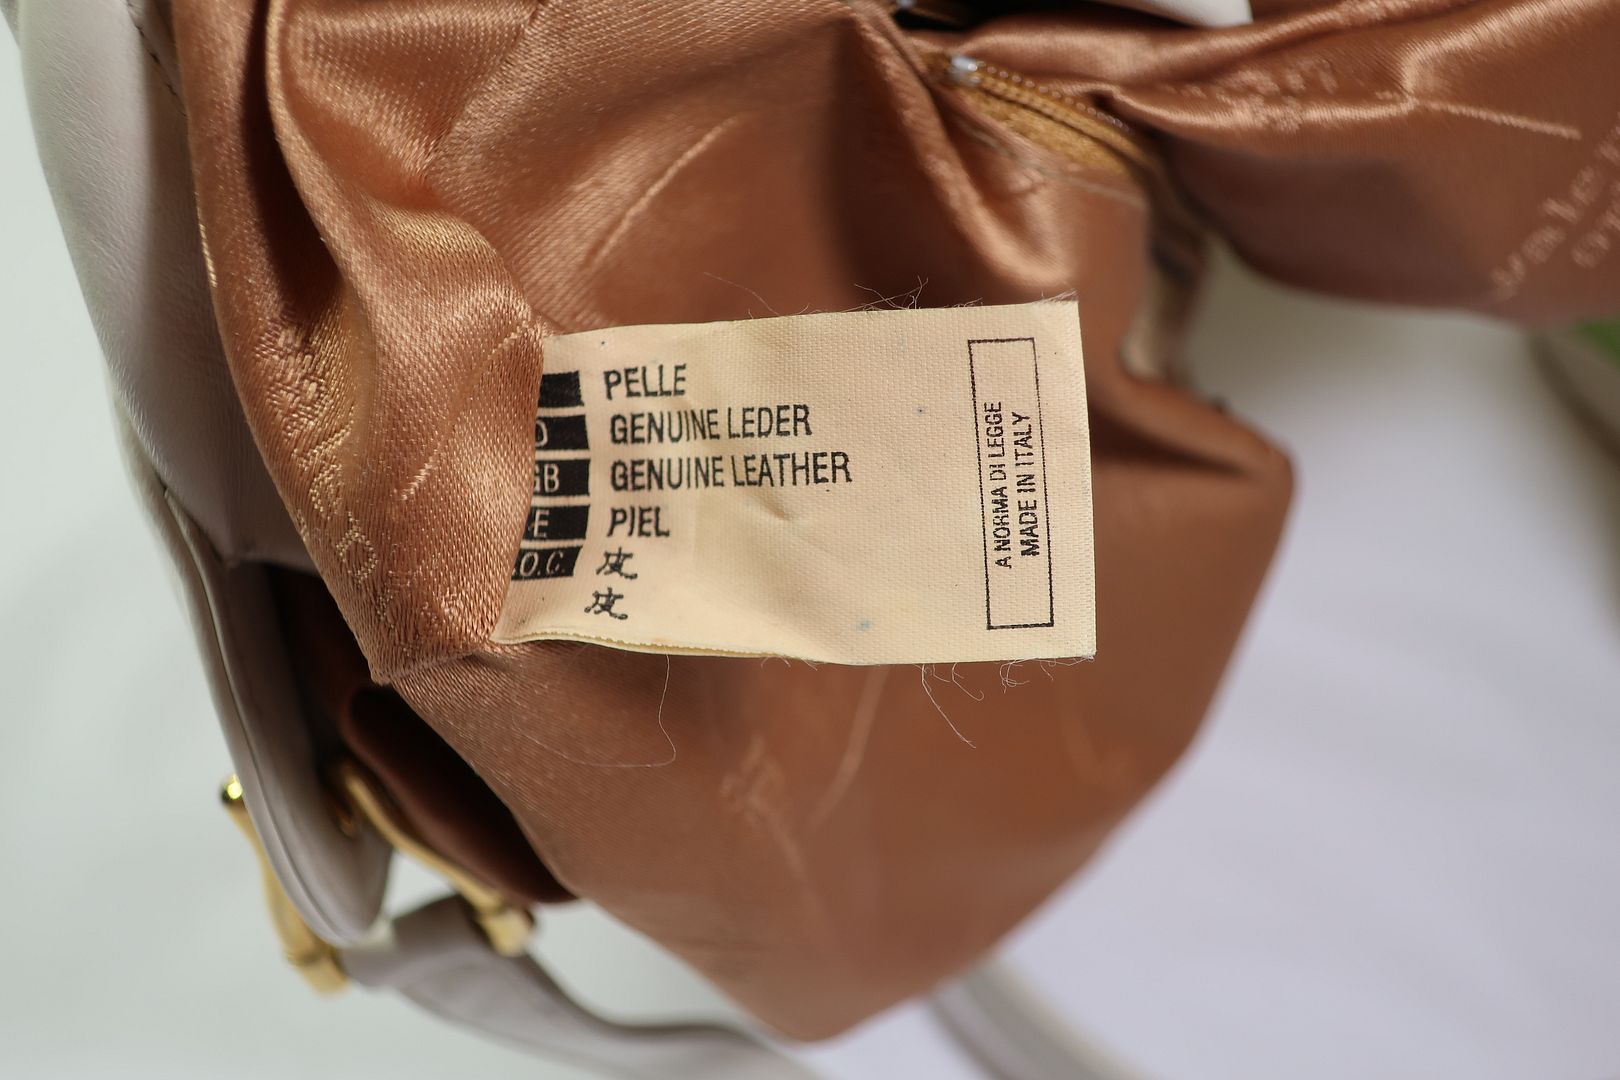 PELLE
D GENUINE LEDER
GB GENUINE LEATHER
E PIEL
.O.C. 皮
皮
A NORMA DI LEGGE
MADE IN ITALY